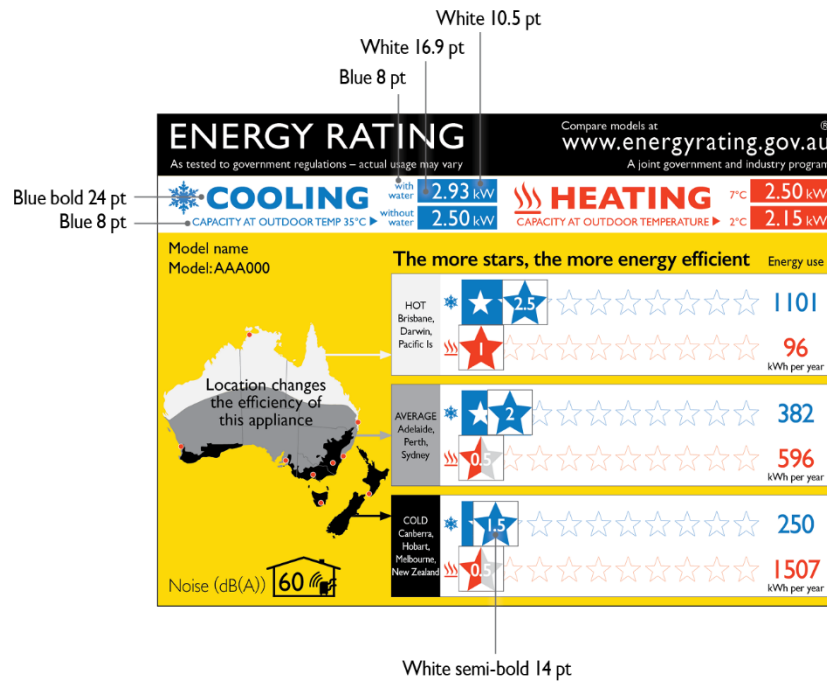 White 10.5 pt
White 16.9 pt
Blue 8 pt
ENERGY RATING
Compare models at
www.energyrating.gov.au
®
As tested to government regulations – actual usage may vary
A joint government and industry program
Blue bold 24 pt
COOLING
with water
2.93 kW
HEATING
7°C
2.50 kW
Blue 8 pt
CAPACITY AT OUTDOOR TEMP 35°C
without water
2.50 kW
CAPACITY AT OUTDOOR TEMPERATURE
2°C
2.15 kW
Model name
Model: AAA000
The more stars, the more energy efficient
Energy use
HOT
Brisbane,
Darwin,
Pacific Is
2.5
1101
1
96
kWh per year
Location changes
the efficiency of
this appliance
AVERAGE
Adelaide,
Perth,
Sydney
2
382
0.5
596
kWh per year
COLD
Canberra,
Hobart,
Melbourne,
New Zealand
1.5
250
0.5
1507
kWh per year
Noise (dB(A))
60
White semi-bold 14 pt